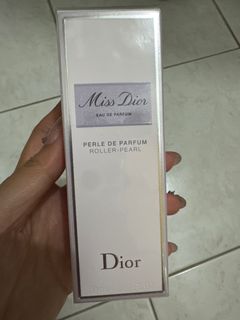 Miss Dior
EAU DE PARFUM
PERLE DE PARFUM
ROLLER-PEARL
Dior